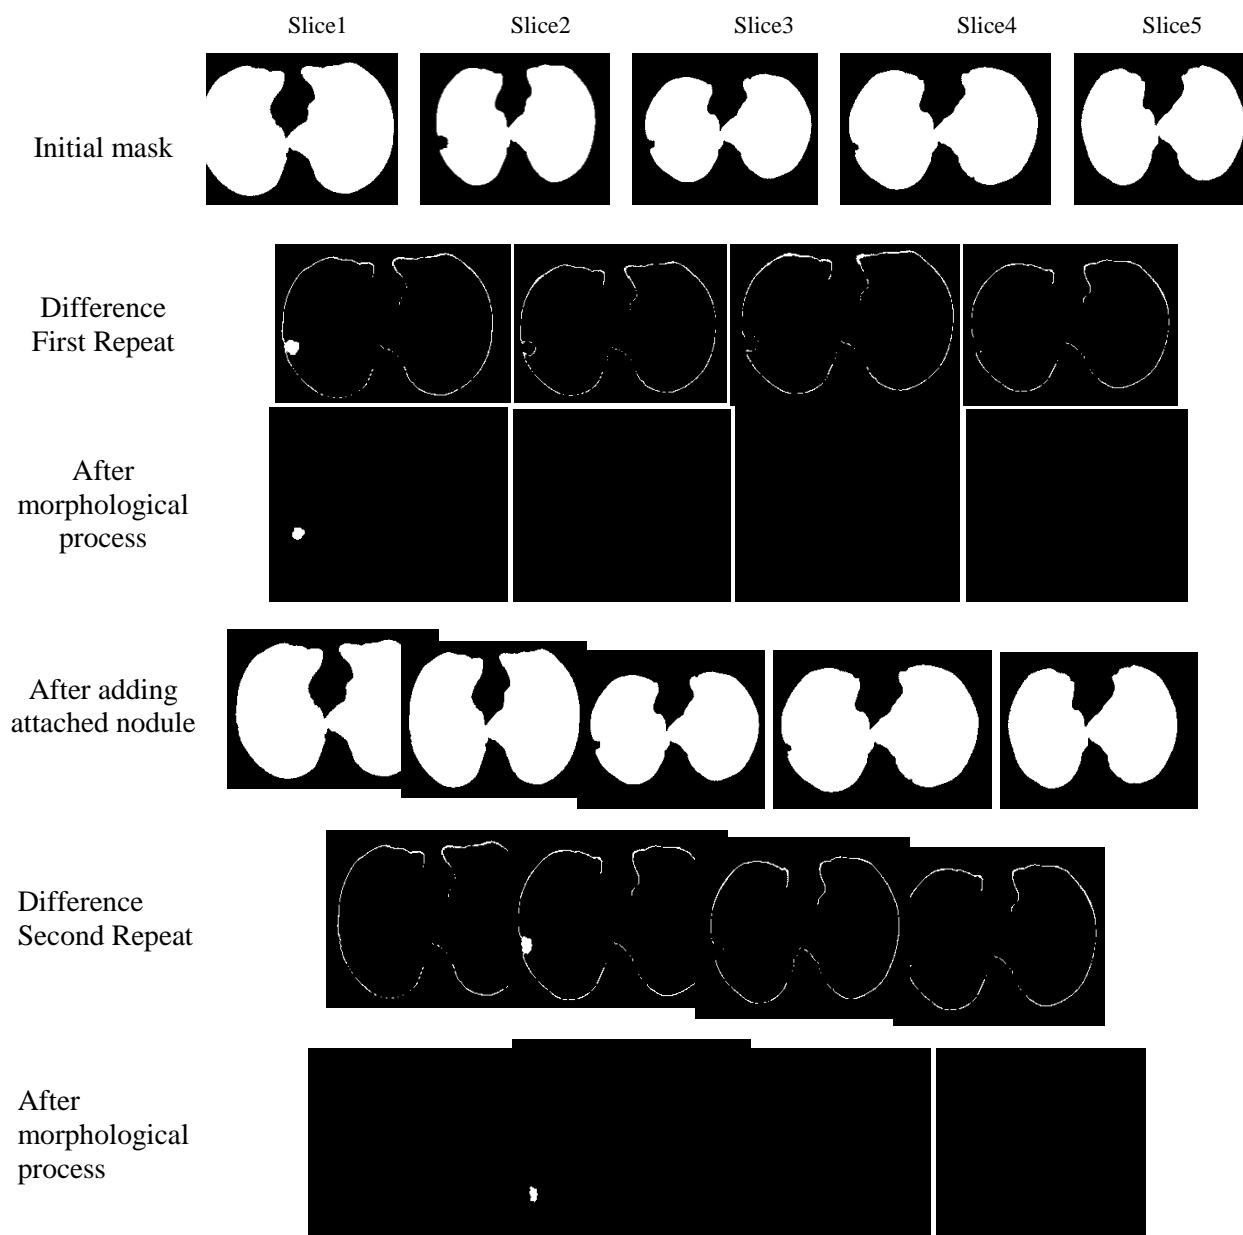 Slice1 Slice2 Slice3 Slice4 Slice5
Initial mask
Difference
First Repeat
After
morphological
process
After adding
attached nodule
Difference
Second Repeat
After
morphological
process